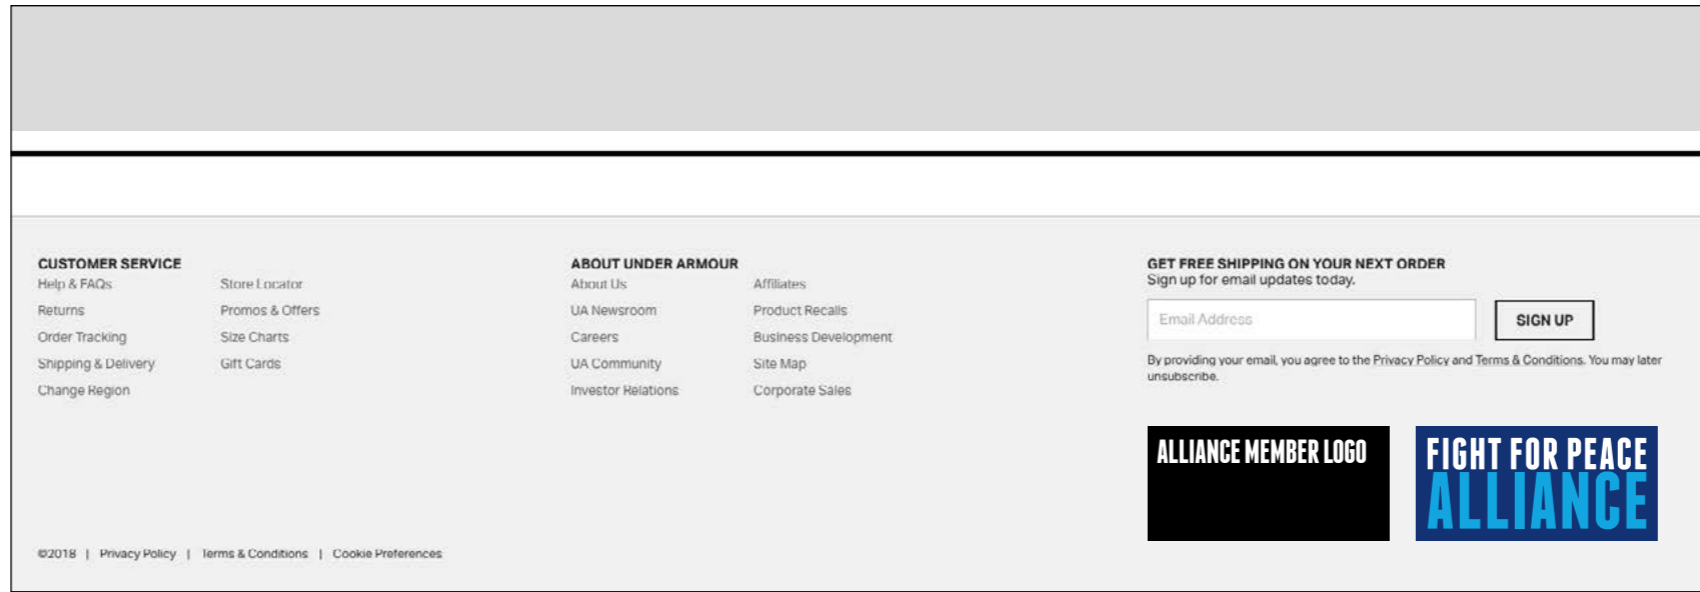 CUSTOMER SERVICE
Help & FAQs
Returns
Order Tracking
Shipping & Delivery
Change Region
Store Locator
Promos & Offers
Size Charts
Gift Cards
ABOUT UNDER ARMOUR
About Us
UA Newsroom
Careers
UA Community
Investor Relations
Affiliates
Product Recalls
Business Development
Site Map
Corporate Sales
GET FREE SHIPPING ON YOUR NEXT ORDER
Sign up for email updates today.
Email Address
SIGN UP
By providing your email, you agree to the Privacy Policy and Terms & Conditions. You may later
unsubscribe.
ALLIANCE MEMBER LOGO
FIGHT FOR PEACE
ALLIANCE
©2018 | Privacy Policy | Terms & Conditions | Cookie Preferences